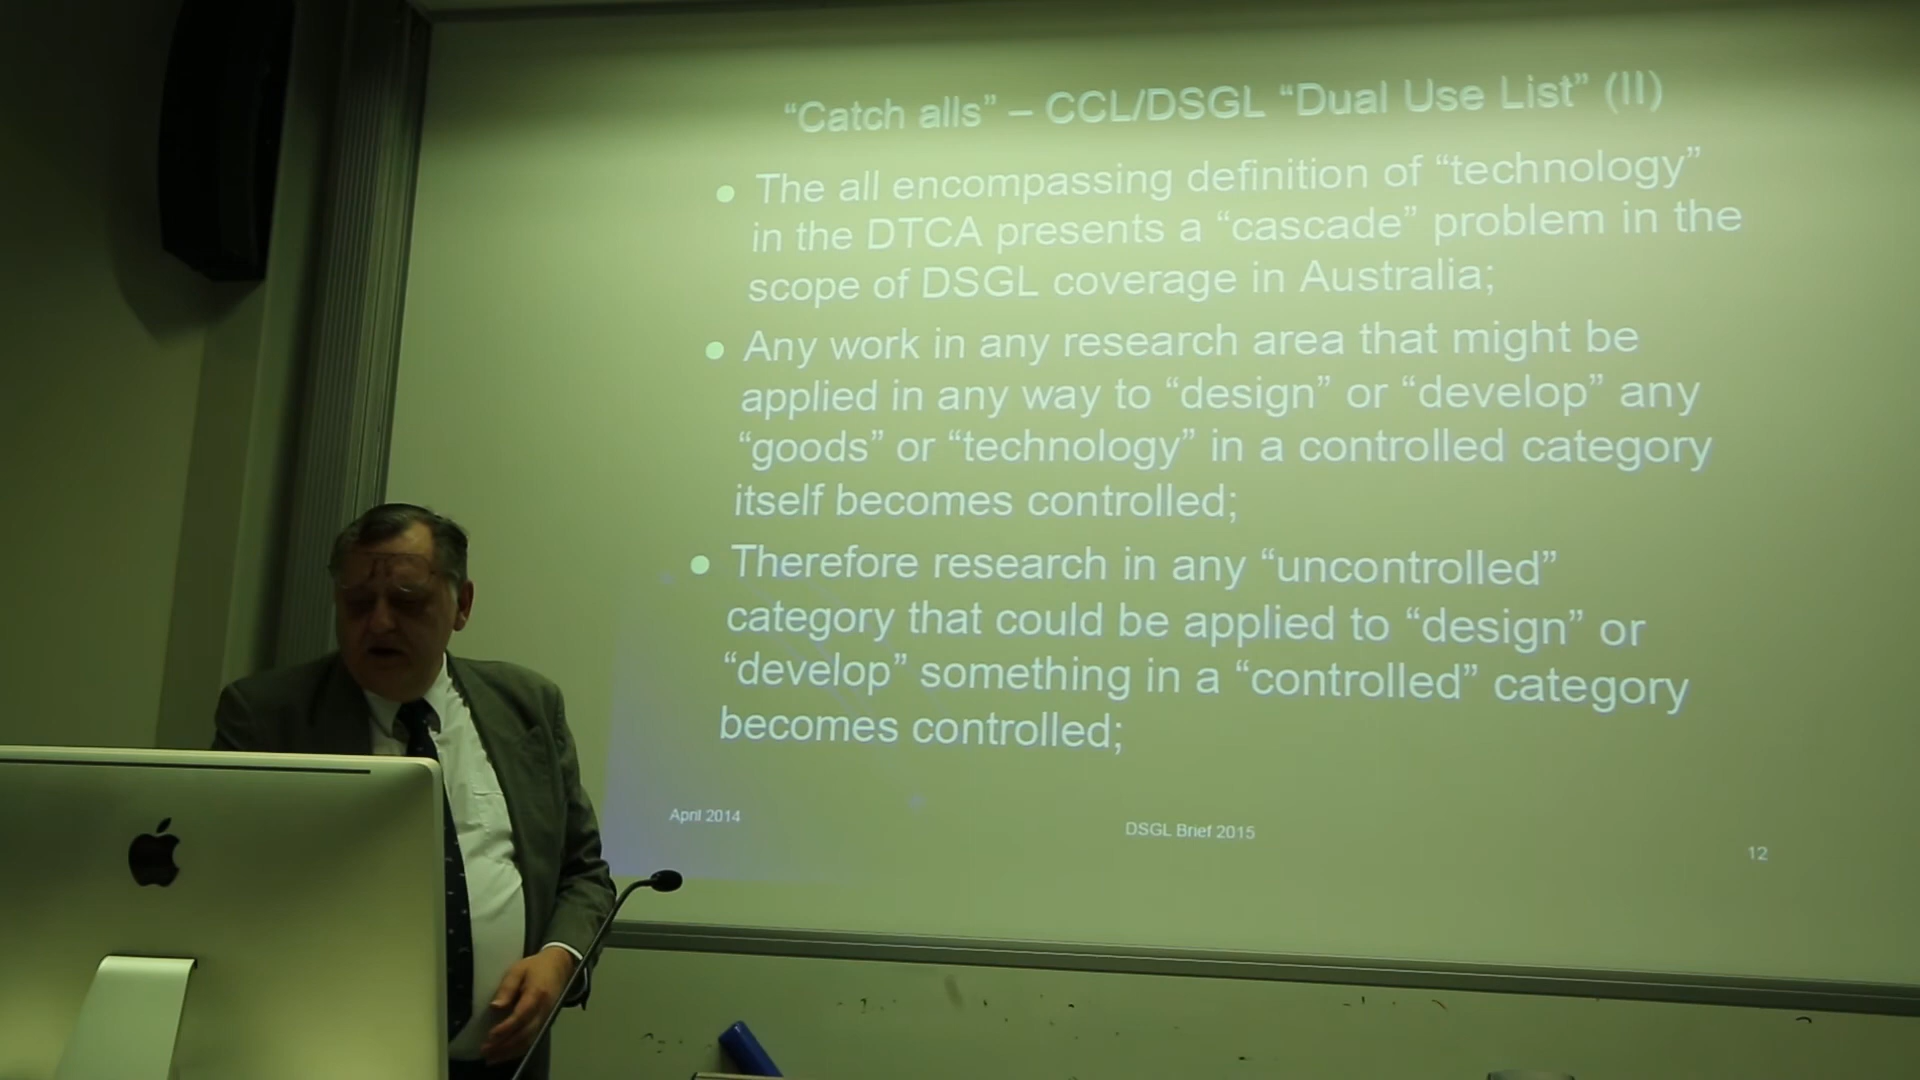 “Catch alls” – CCL/DSGL “Dual Use List” (II)
The all encompassing definition of “technology”
in the DTCA presents a “cascade” problem in the
scope of DSGL coverage in Australia;
Any work in any research area that might be
applied in any way to “design” or “develop” any
“goods” or “technology” in a controlled category
itself becomes controlled;
Therefore research in any “uncontrolled”
category that could be applied to “design” or
“develop” something in a “controlled” category
becomes controlled;
April 2014
DSGL Brief 2015
12